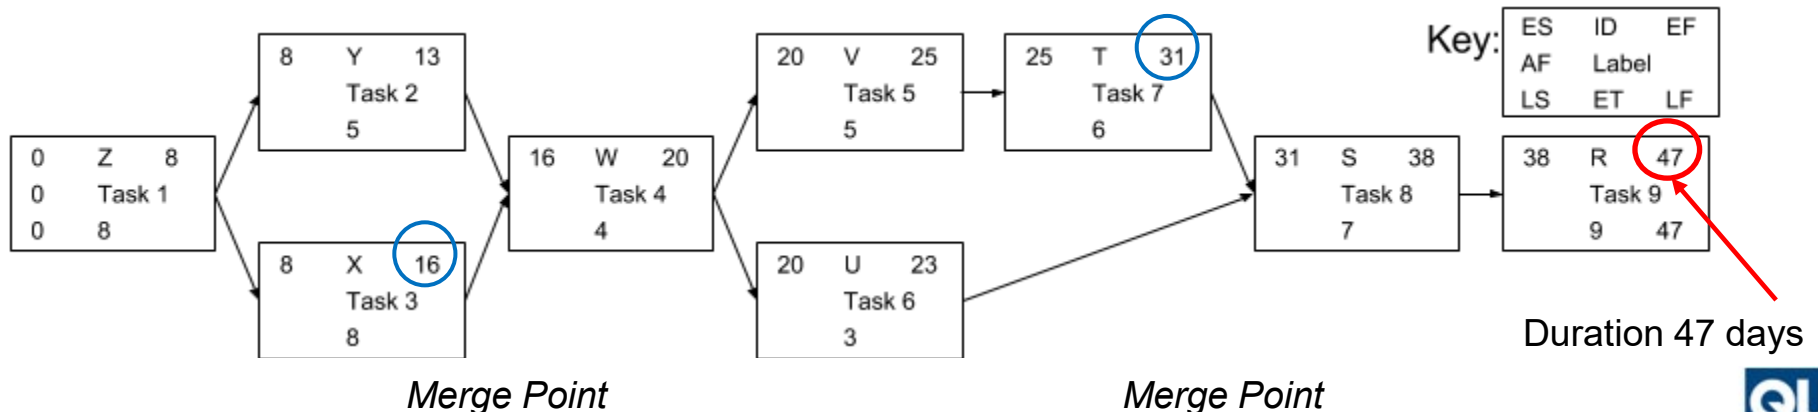 0 Z 8
0 Task 1
0 8
8 Y 13
Task 2
5
8 X 16
Task 3
8
16 W 20
Task 4
4
20 V 25
Task 5
5
20 U 23
Task 6
3
25 T 31
Task 7
6
31 S 38
Task 8
7
Key:
ES ID EF
AF Label
LS ET LF
38 R 47
Task 9
9 47
Duration 47 days
Merge Point
Merge Point
QI